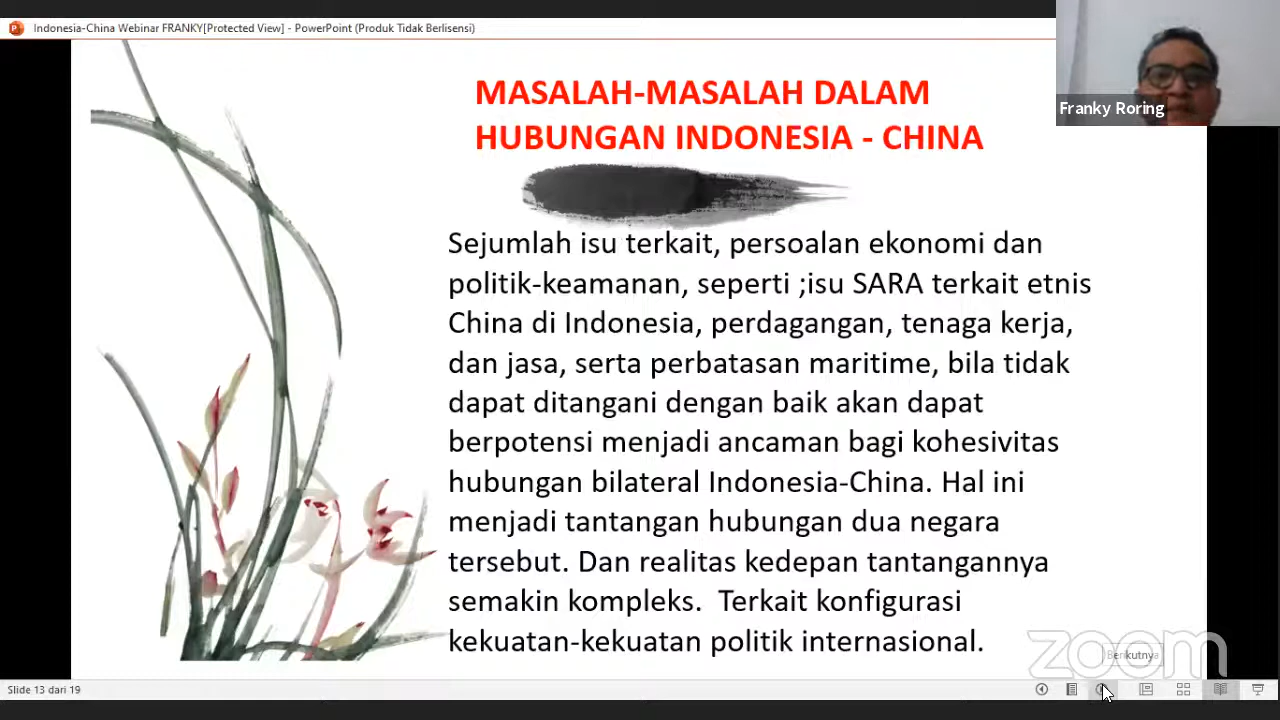 Indonesia-China Webinar FRANKY[Protected View] - PowerPoint (Produk Tidak Berlisensi)
Franky Roring
MASALAH-MASALAH DALAM
HUBUNGAN INDONESIA - CHINA
Sejumlah isu terkait, persoalan ekonomi dan
politik-keamanan, seperti ;isu SARA terkait etnis
China di Indonesia, perdagangan, tenaga kerja,
dan jasa, serta perbatasan maritime, bila tidak
dapat ditangani dengan baik akan dapat
berpotensi menjadi ancaman bagi kohesivitas
hubungan bilateral Indonesia-China. Hal ini
menjadi tantangan hubungan dua negara
tersebut. Dan realitas kedepan tantangannya
semakin kompleks.  Terkait konfigurasi
kekuatan-kekuatan politik internasional.
zoom
Berikutnya
Slide 13 dari 19